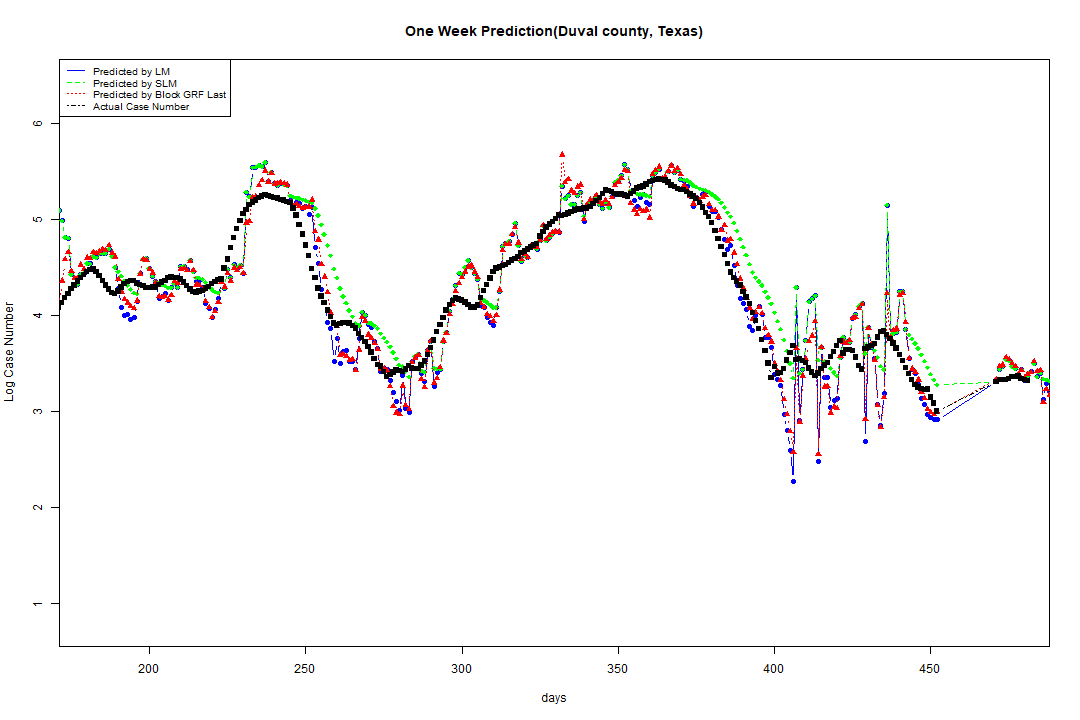 One Week Prediction(Duval county, Texas)
Predicted by LM
Predicted by SLM
Predicted by Block GRF Last
Actual Case Number
6
5
4
3
2
1
Log Case Number
200 250 300 350 400 450
days